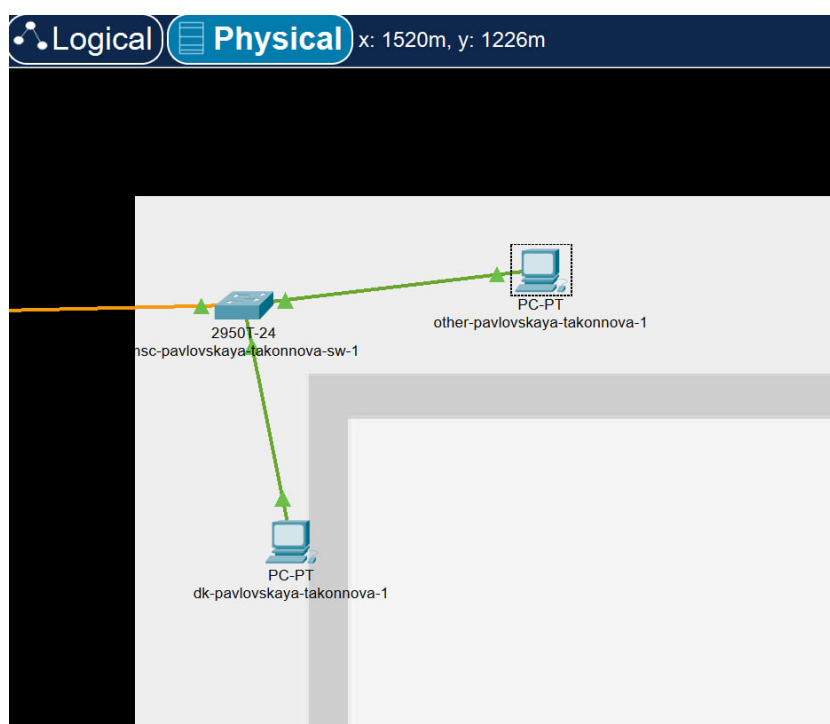 Logical
Physical
x: 1520m, y: 1226m
PC-PT
other-pavlovskaya-takonnova-1
2950T-24
nsc-pavlovskaya-takonnova-sw-1
PC-PT
dk-pavlovskaya-takonnova-1